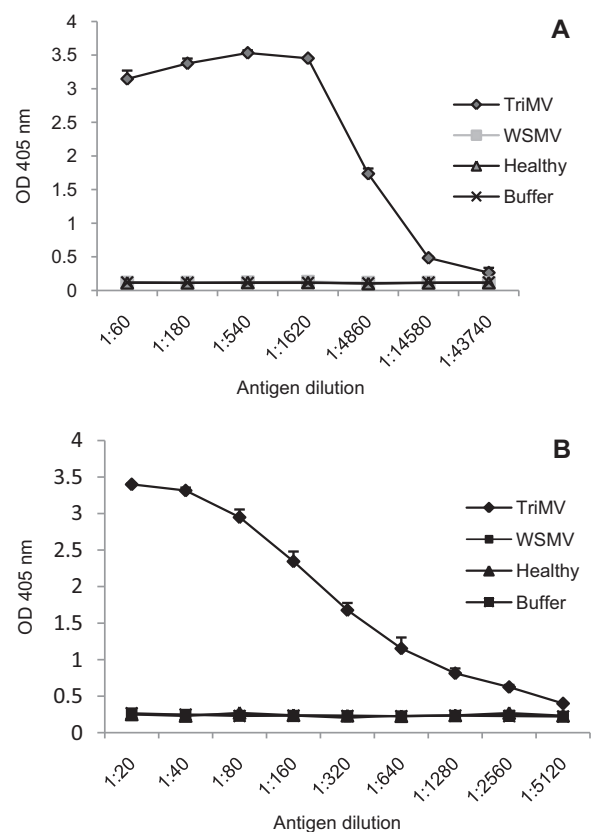 A
4
3.5
3
2.5
2
1.5
1
0.5
0
OD 405 nm
TriMV
WSMV
Healthy
Buffer
1:60
1:180
1:540
1:1620
1:4860
1:14580
1:43740
Antigen dilution
B
4
3.5
3
2.5
2
1.5
1
0.5
0
OD 405 nm
TriMV
WSMV
Healthy
Buffer
1:20
1:40
1:80
1:160
1:320
1:640
1:1280
1:2560
1:5120
Antigen dilution